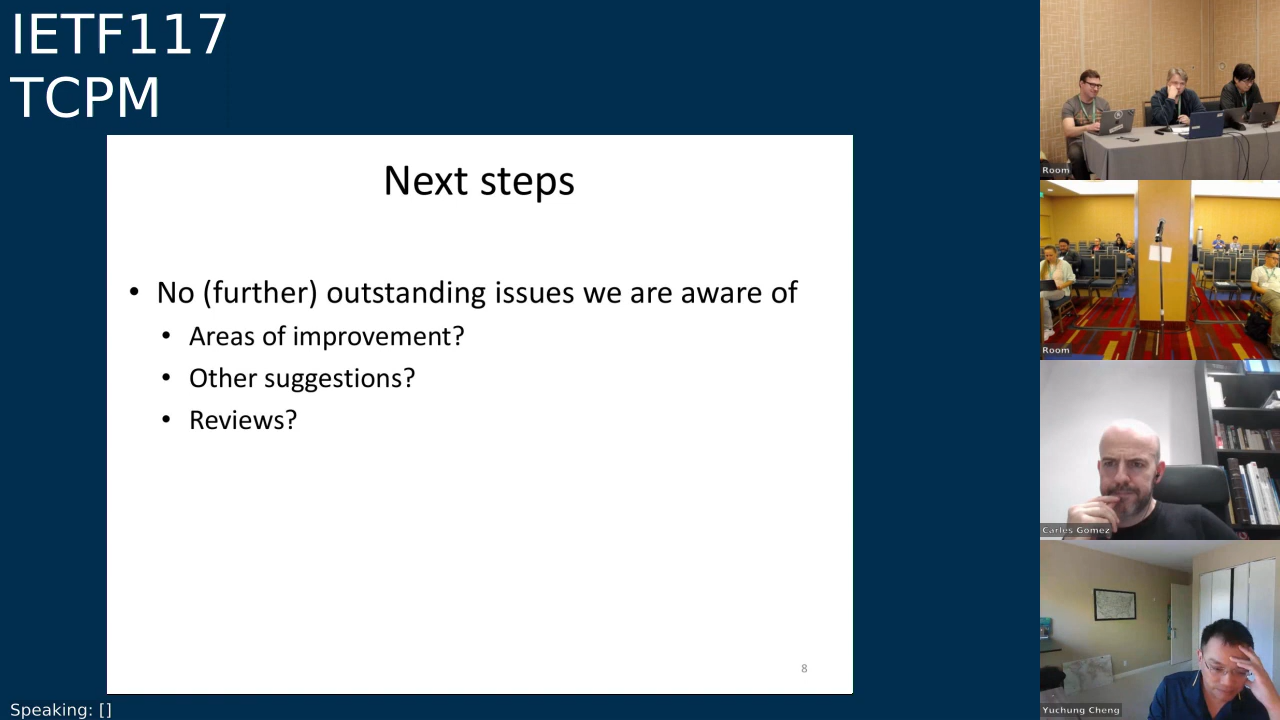 IETF117
TCPM
Next steps
• No (further) outstanding issues we are aware of
• Areas of improvement?
• Other suggestions?
• Reviews?
8
Speaking: []
Room
Room
Carles Gomez
Yuchung Cheng